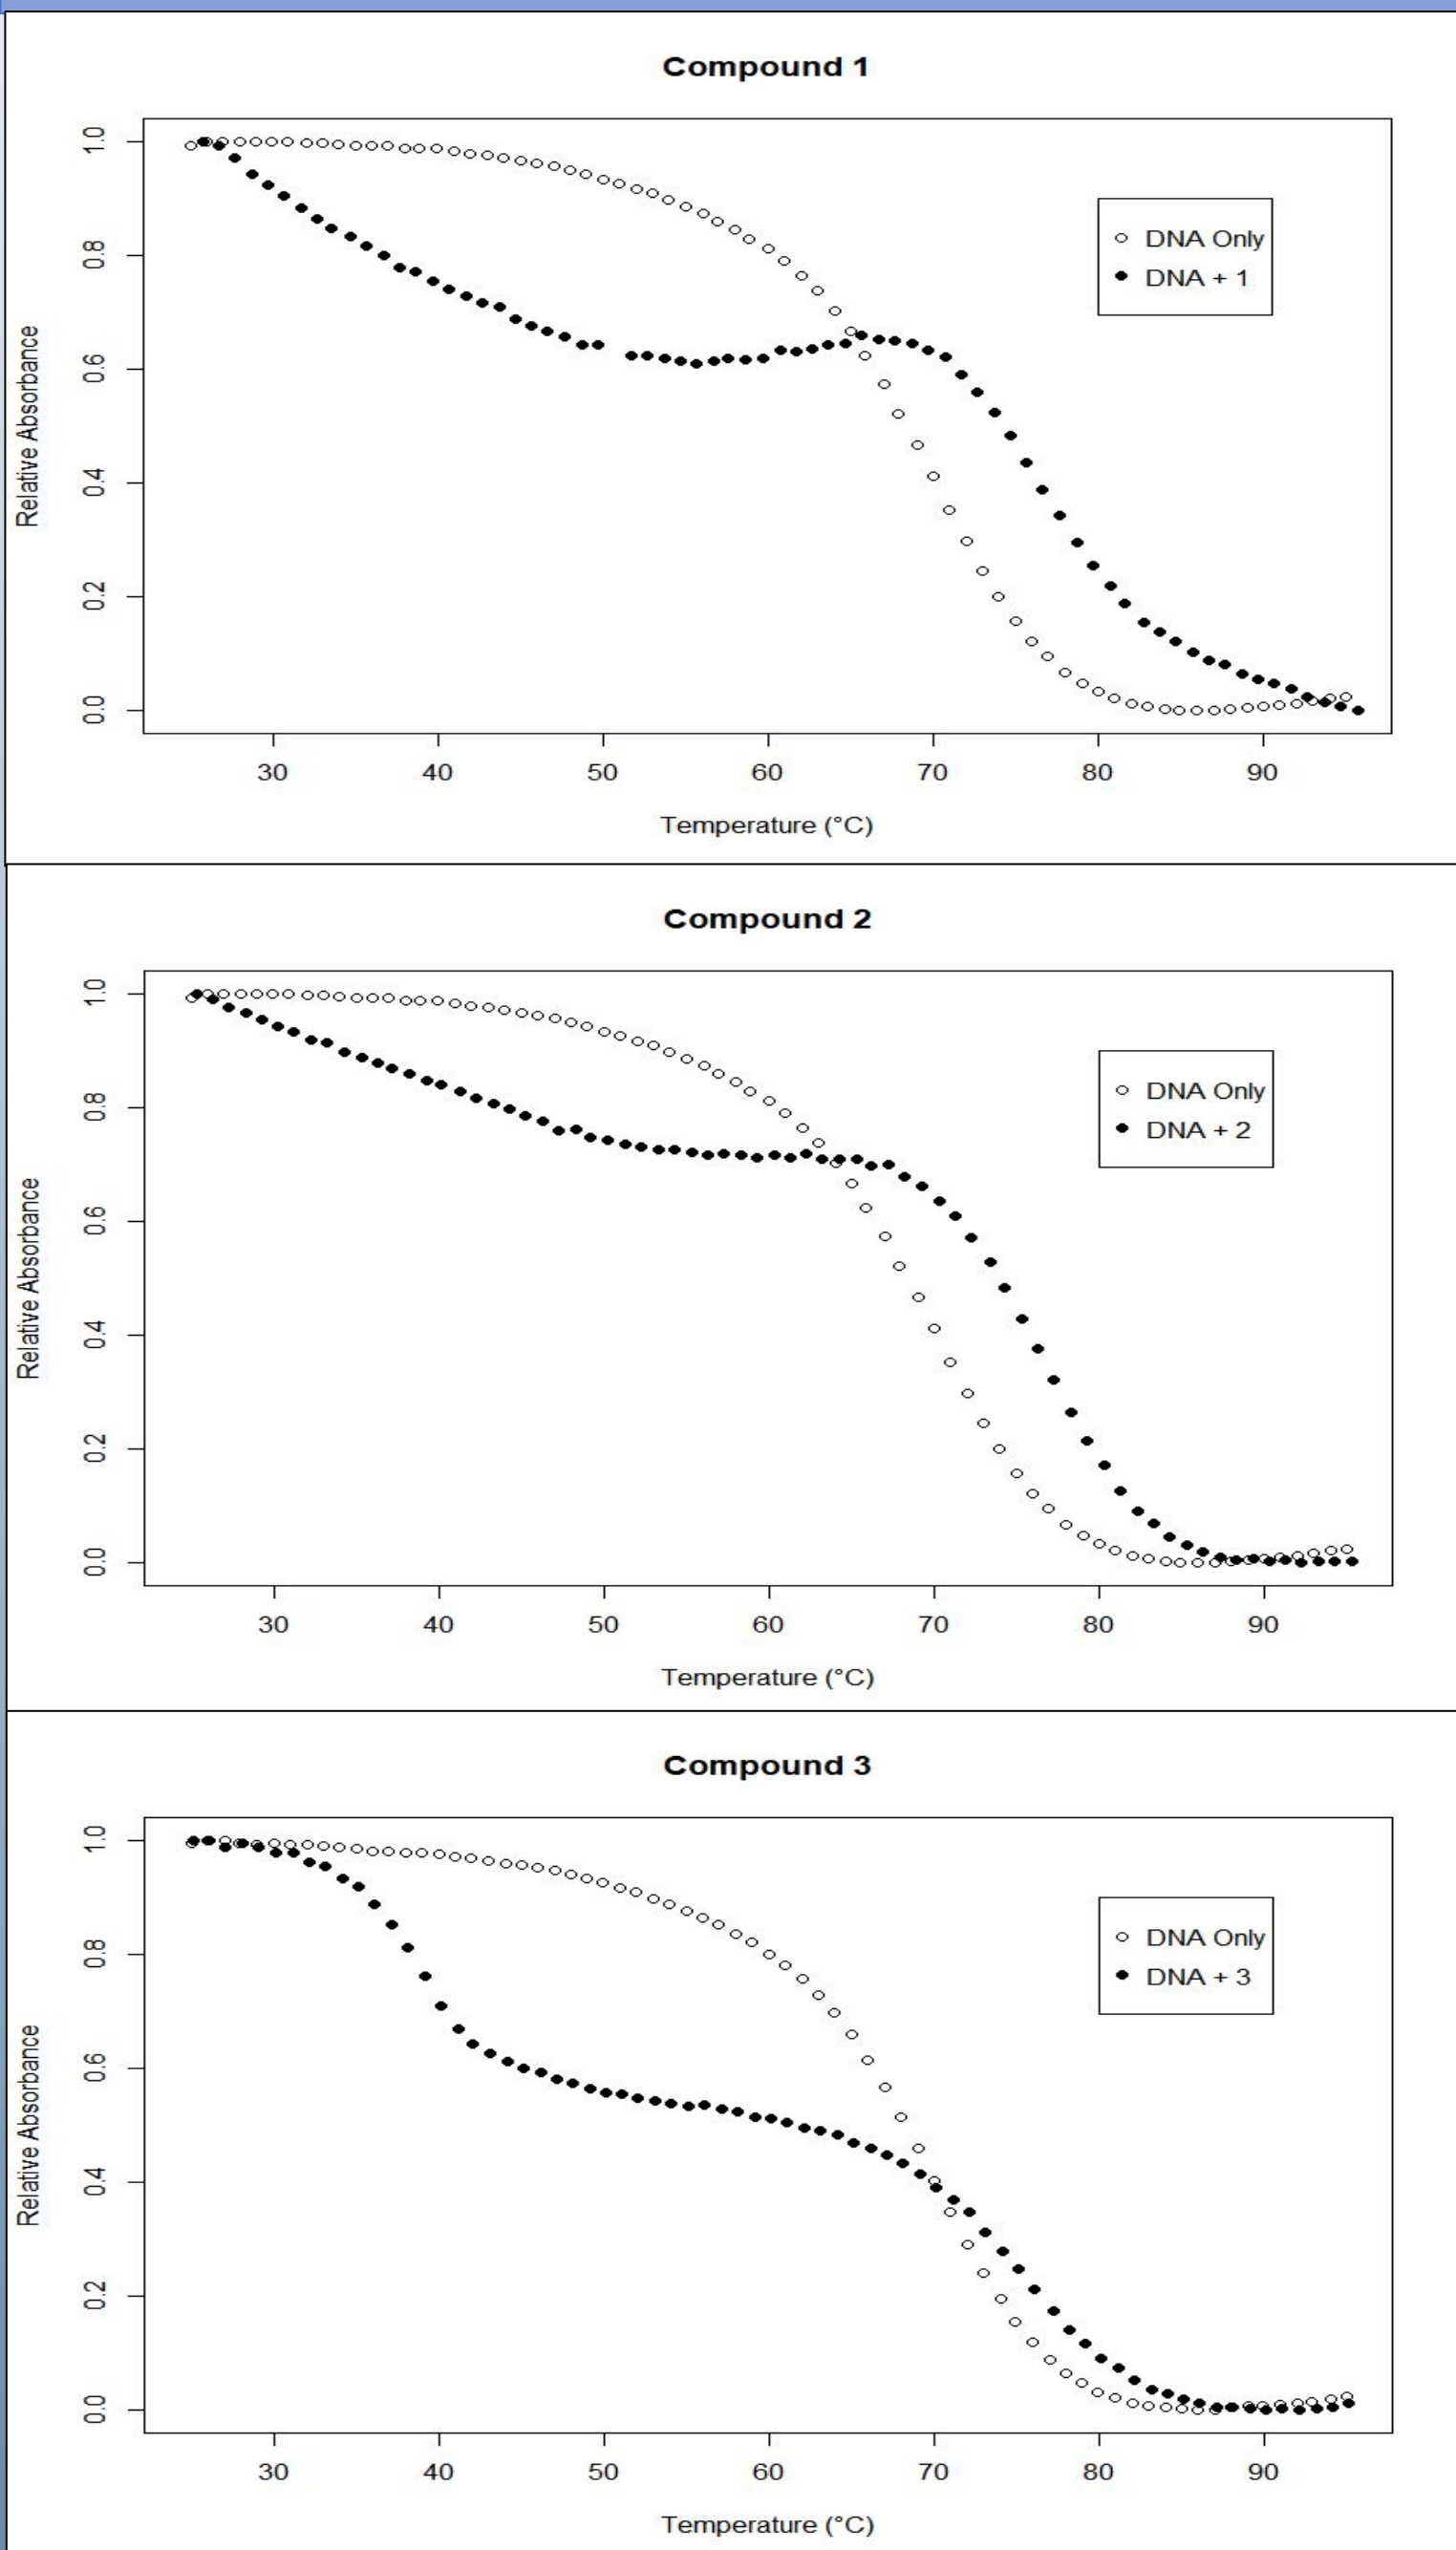 Compound 1
1.0
0.8
0.6
0.4
0.2
0.0
Relative Absorbance
DNA Only
DNA + 1
30 40 50 60 70 80 90
Temperature (°C)
Compound 2
1.0
0.8
0.6
0.4
0.2
0.0
Relative Absorbance
DNA Only
DNA + 2
30 40 50 60 70 80 90
Temperature (°C)
Compound 3
1.0
0.8
0.6
0.4
0.2
0.0
Relative Absorbance
DNA Only
DNA + 3
30 40 50 60 70 80 90
Temperature (°C)